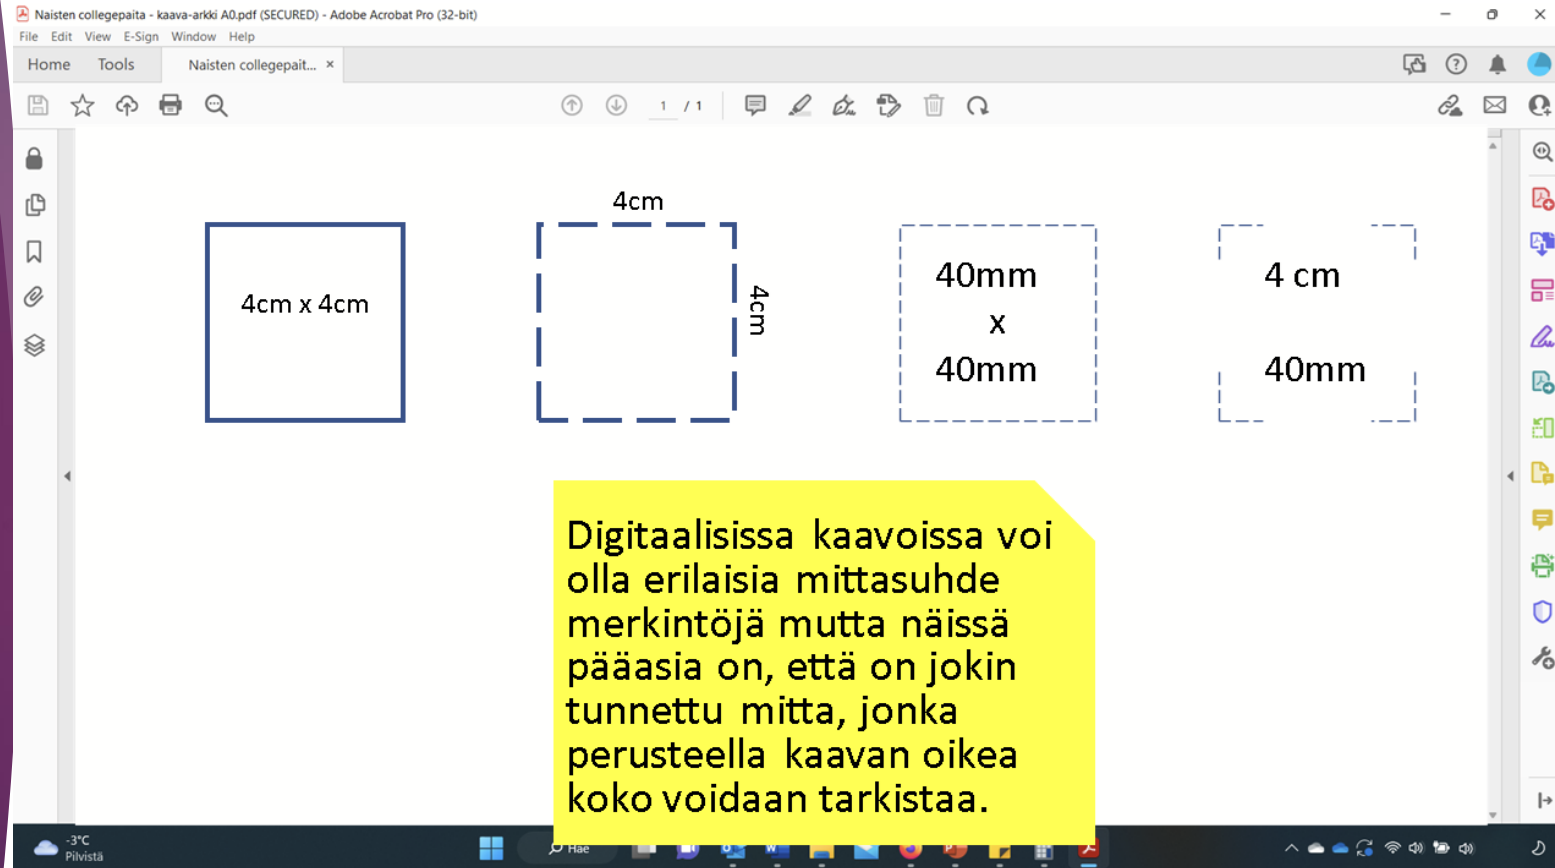 Naisten collegepaita - kaava-arkki A0.pdf (SECURED) - Adobe Acrobat Pro (32-bit)
File Edit View E-Sign Window Help
Home Tools Naisten collegepait... ×
1 / 1
4cm x 4cm
4cm
4cm
40mm
x
40mm
4 cm
40mm
Digitaalisissa kaavoissa voi
olla erilaisia mittasuhde
merkintöjä mutta näissä
pääasia on, että on jokin
tunnettu mitta, jonka
perusteella kaavan oikea
koko voidaan tarkistaa.
-3°C
Pilvistä
Hae